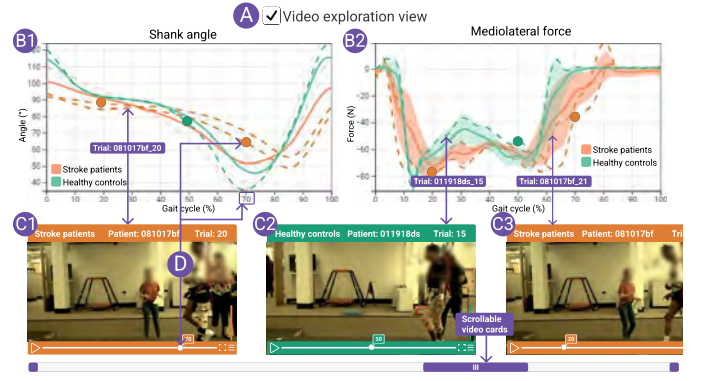 A Video exploration view
B1 Shank angle
B2 Mediolateral force
Angle (°)
120
110
100
90
80
70
60
50
40
Trial: 081017bf_20
Stroke patients
Healthy controls
0 10 20 30 40 50 60 70 80 90 100%
Gait cycle (%)
Force (N)
0
-20
-40
-60
-80
Stroke patients
Healthy controls
Trial: 011918ds_15
Trial: 081017bf_21
0 10% 20% 30% 40% 50% 60% 70% 80% 90% 100%
Gait cycle (%)
C1
Stroke patients Patient: 081017bf Trial: 20
D
70
C2
Healthy controls Patient: 011918ds Trial: 15
50
C3
Stroke patients Patient: 081017bf Tri
20
Scrollable
video cards